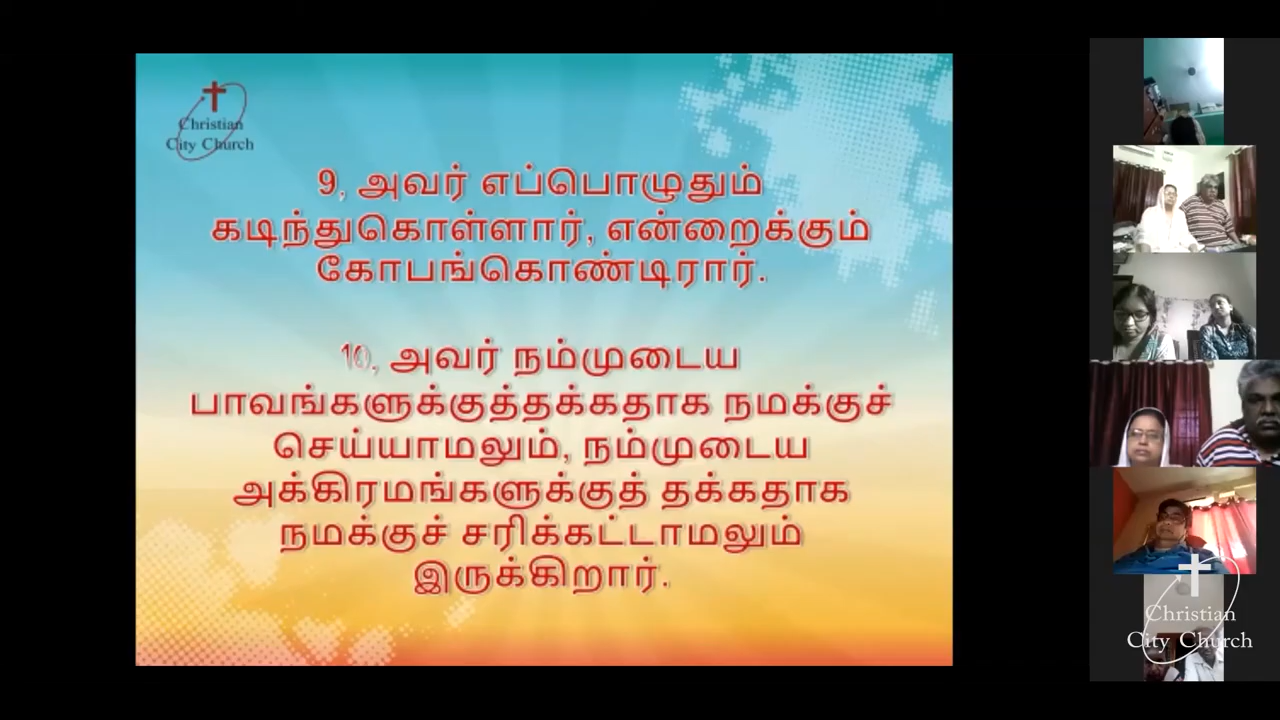 Christian
City Church
9, அவர் எப்பொழுதும்
கடிந்துகொள்ளார், என்றைக்கும்
கோபங்கொண்டிரார்.
10, அவர் நம்முடைய
பாவங்களுக்குத்தக்கதாக நமக்குச்
செய்யாமலும், நம்முடைய
அக்கிரமங்களுக்குத் தக்கதாக
நமக்குச் சரிக்கட்டாமலும்
இருக்கிறார்.
Christian
City Church